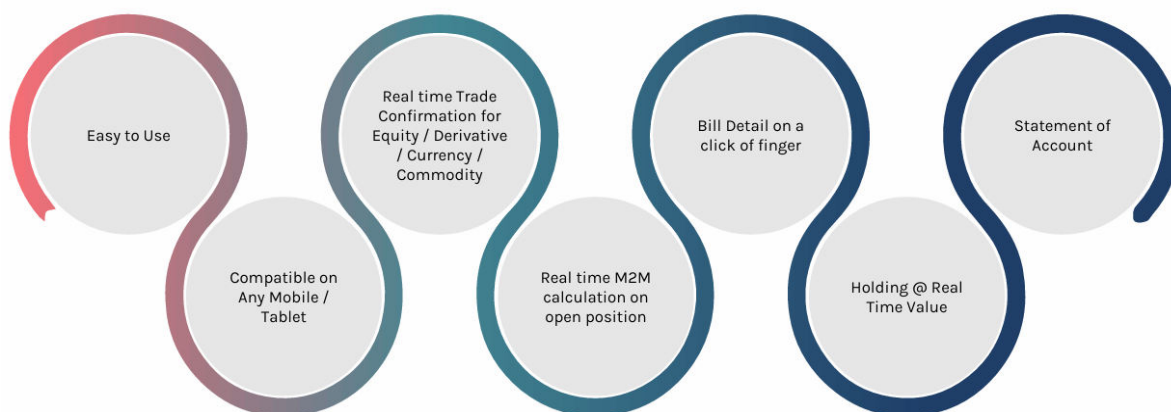 Easy to Use
Compatible on
Any Mobile /
Tablet
Real time Trade
Confirmation for
Equity / Derivative
/ Currency /
Commodity
Real time M2M
calculation on
open position
Bill Detail on a
click of finger
Holding @ Real
Time Value
Statement of
Account